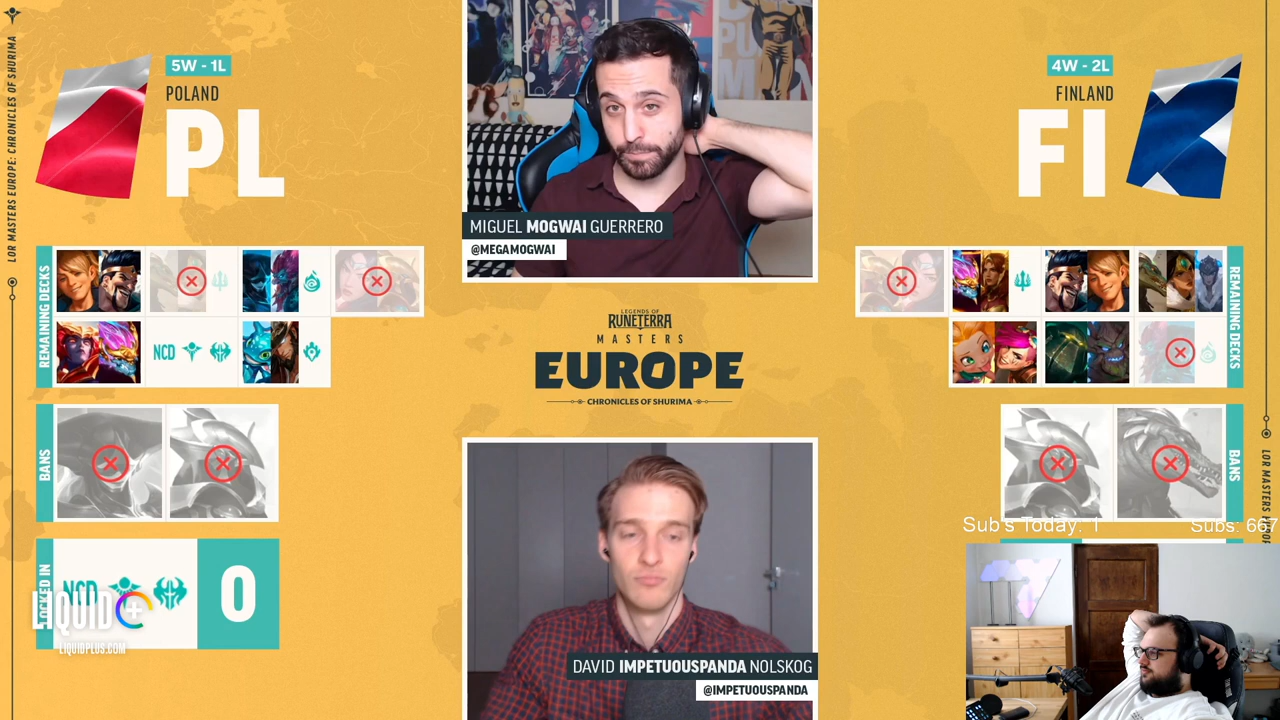 LOR MASTERS EUROPE: CHRONICLES OF SHURIMA
5W - 1L
POLAND
PL
REMAINING DECKS
NCD
BANS
LOCKED IN
NCD
0
LIQUID+
LIQUIDPLUS.COM
MIGUEL MOGWAI GUERRERO
@MEGAMOGWAI
LEGENDS OF
RUNETERRA
MASTERS
EUROPE
CHRONICLES OF SHURIMA
DAVID IMPETUOUSPANDA NOLSKOG
@IMPETUOUSPANDA
4W - 2L
FINLAND
FI
REMAINING DECKS
BANS
Sub's Today: 1
Subs: 667
LOR MASTERS